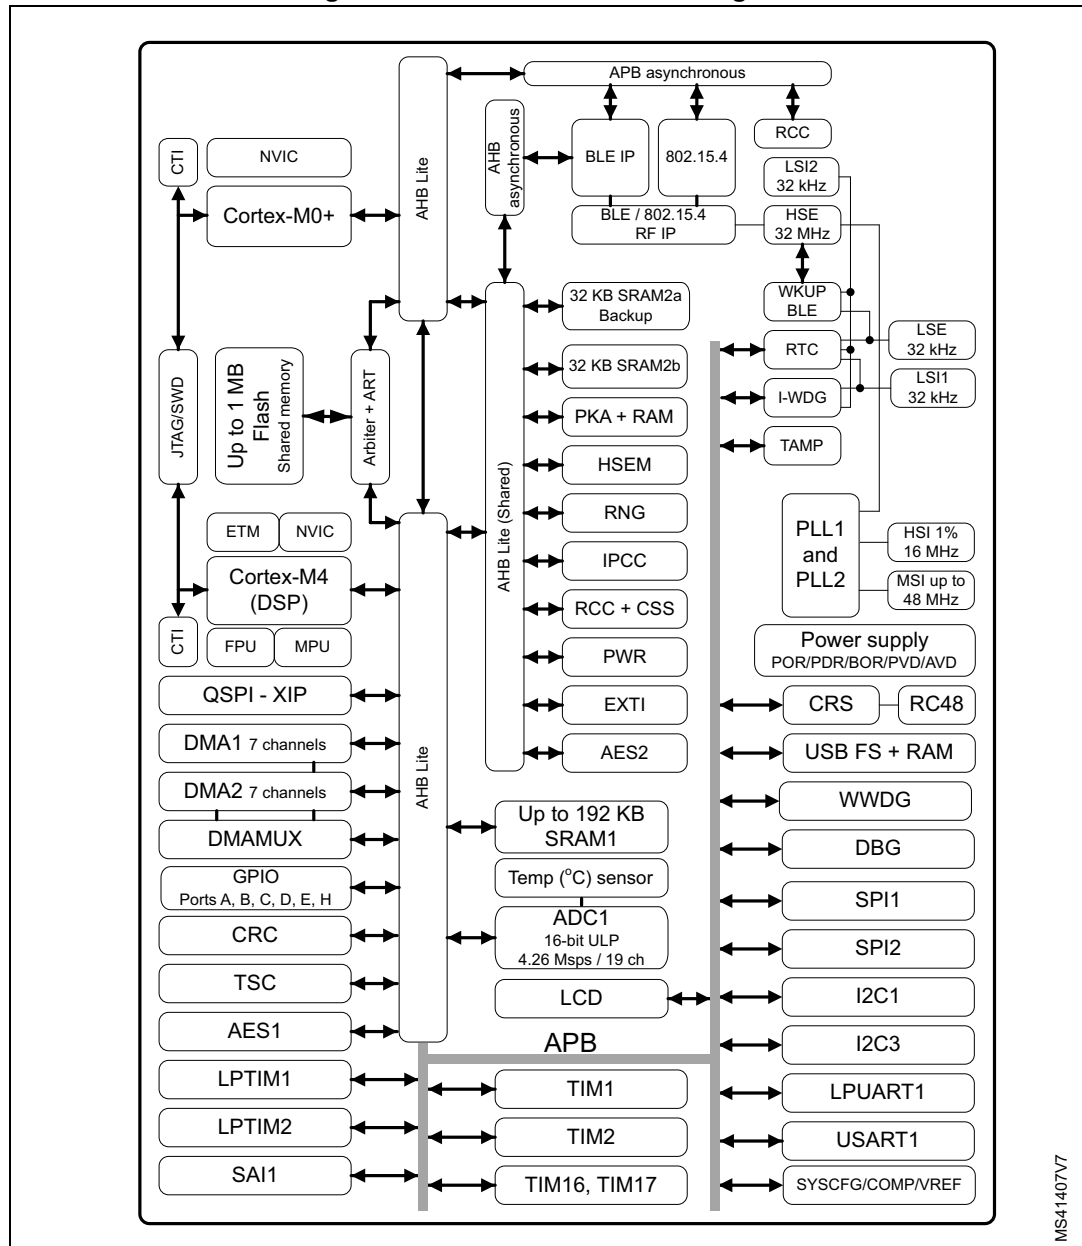 APB asynchronous
AHB Lite
AHB
asynchronous
BLE IP
802.15.4
RCC
CTI
NVIC
LSI2
32 kHz
Cortex-M0+
BLE / 802.15.4
RF IP
HSE
32 MHz
32 KB SRAM2a
Backup
WKUP
BLE
LSE
32 kHz
RTC
32 KB SRAM2b
JTAG/SWD
Up to 1 MB
Flash
Shared memory
Arbiter + ART
LSI1
32 kHz
I-WDG
PKA + RAM
TAMP
HSEM
AHB Lite (Shared)
RNG
ETM
NVIC
PLL1
and
PLL2
HSI 1%
16 MHz
IPCC
Cortex-M4
(DSP)
MSI up to
48 MHz
RCC + CSS
CTI
FPU
MPU
PWR
Power supply
POR/PDR/BOR/PVD/AVD
QSPI - XIP
EXTI
CRS
RC48
DMA1 7 channels
AHB Lite
AES2
USB FS + RAM
DMA2 7 channels
WWDG
Up to 192 KB
SRAM1
DMAMUX
DBG
Temp (°C) sensor
GPIO
Ports A, B, C, D, E, H
SPI1
ADC1
16-bit ULP
4.26 Msps / 19 ch
CRC
SPI2
TSC
LCD
I2C1
AES1
APB
I2C3
LPTIM1
TIM1
LPUART1
LPTIM2
TIM2
USART1
SAI1
TIM16, TIM17
SYSCFG/COMP/VREF
MS41407V7